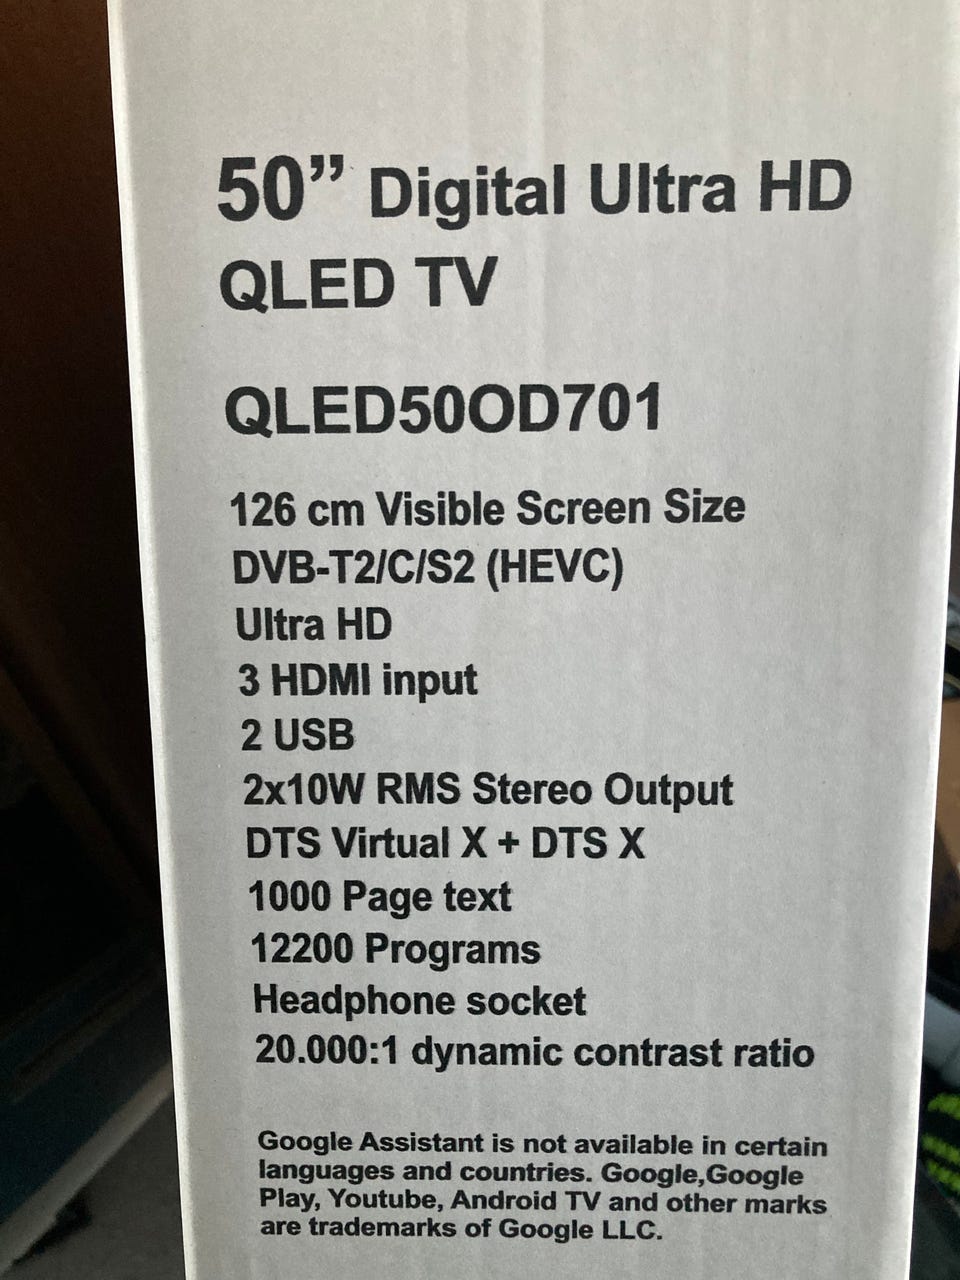 50” Digital Ultra HD
QLED TV
QLED50OD701
126 cm Visible Screen Size
DVB-T2/C/S2 (HEVC)
Ultra HD
3 HDMI input
2 USB
2x10W RMS Stereo Output
DTS Virtual X + DTS X
1000 Page text
12200 Programs
Headphone socket
20.000:1 dynamic contrast ratio
Google Assistant is not available in certain
languages and countries. Google,Google
Play, Youtube, Android TV and other marks
are trademarks of Google LLC.